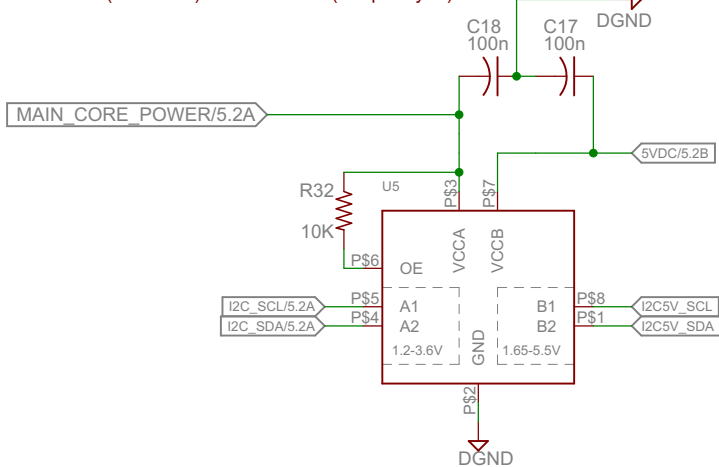 DGND
C18
100n
C17
100n
MAIN_CORE_POWER/5.2A
5VDC/5.2B
R32
10K
U5
P$3
P$7
VCCA
VCCB
P$6
OE
I2C_SCL/5.2A
P$5
A1
B1
P$8
I2C5V_SCL
I2C_SDA/5.2A
P$4
A2
B2
P$1
I2C5V_SDA
1.2-3.6V
GND
1.65-5.5V
P$2
DGND